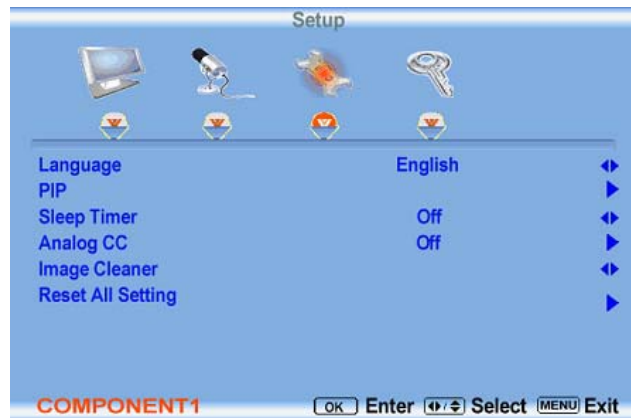 Setup
Language English
PIP
Sleep Timer Off
Analog CC Off
Image Cleaner
Reset All Setting
COMPONENT1 OK Enter Select MENU Exit